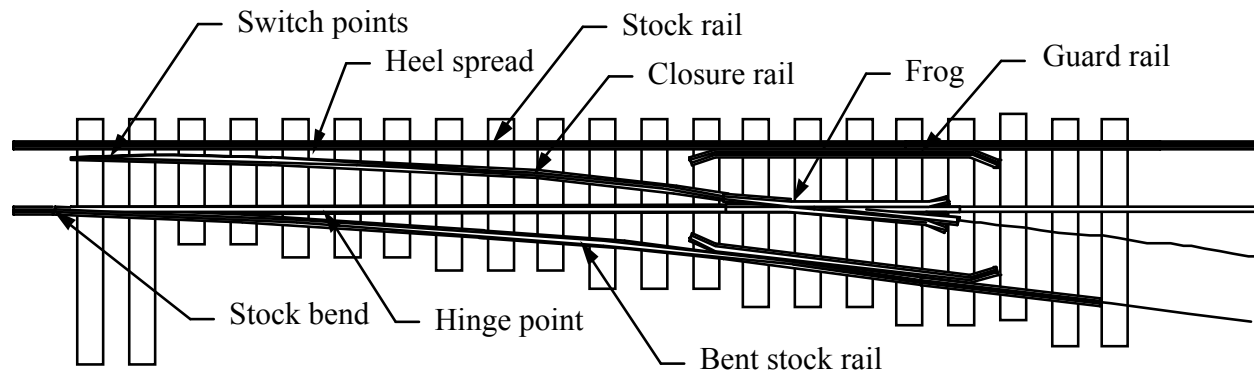 Switch points
Stock rail
Heel spread
Closure rail
Frog
Guard rail
Stock bend
Hinge point
Bent stock rail